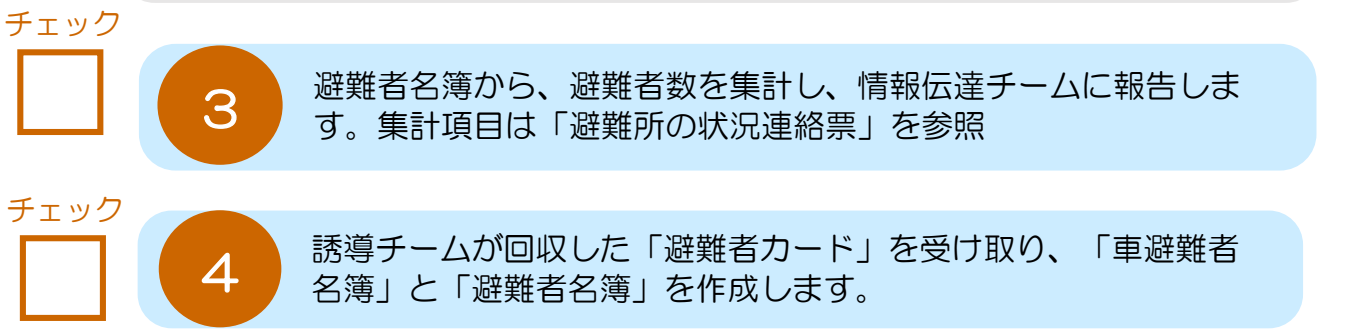 チェック
3
避難者名簿から、避難者数を集計し、情報伝達チームに報告しま
す。集計項目は「避難所の状況連絡票」を参照
チェック
4
誘導チームが回収した「避難者カード」を受け取り、「車避難者
名簿」と「避難者名簿」を作成します。